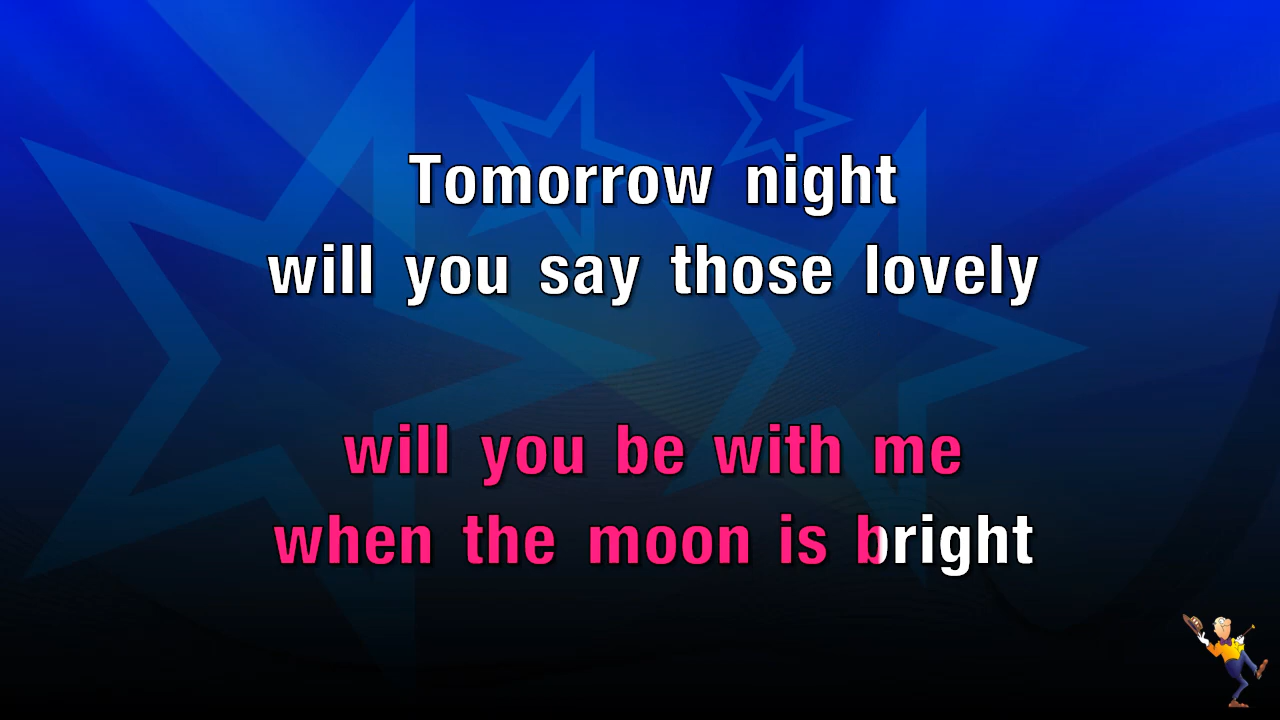 Tomorrow night
will you say those lovely
will you be with me
when the moon is bright